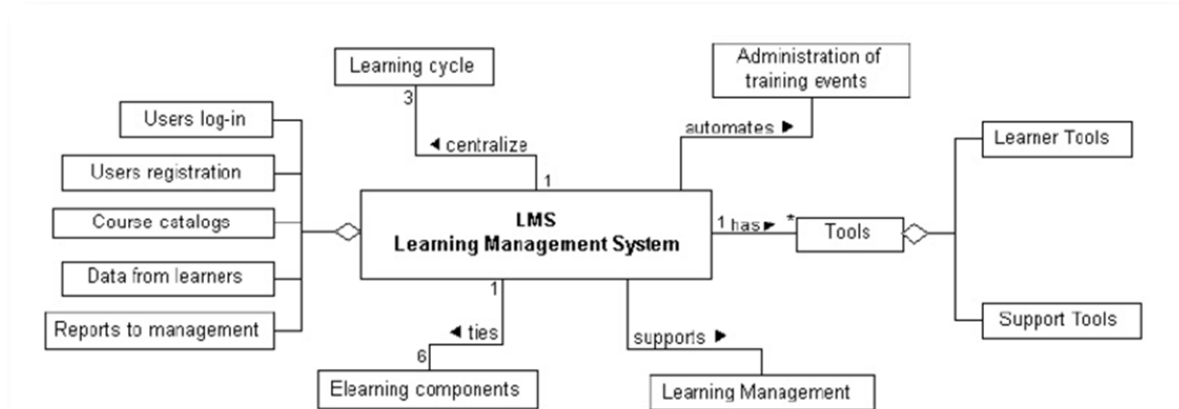 Learning cycle
Administration of
training events
3
Users log-in
automates ►
◄ centralize
Learner Tools
Users registration
1
Course catalogs
LMS
Learning Management System
1 has► *
Tools
Data from learners
1
Reports to management
◄ ties
supports ►
Support Tools
6
Elearning components
Learning Management